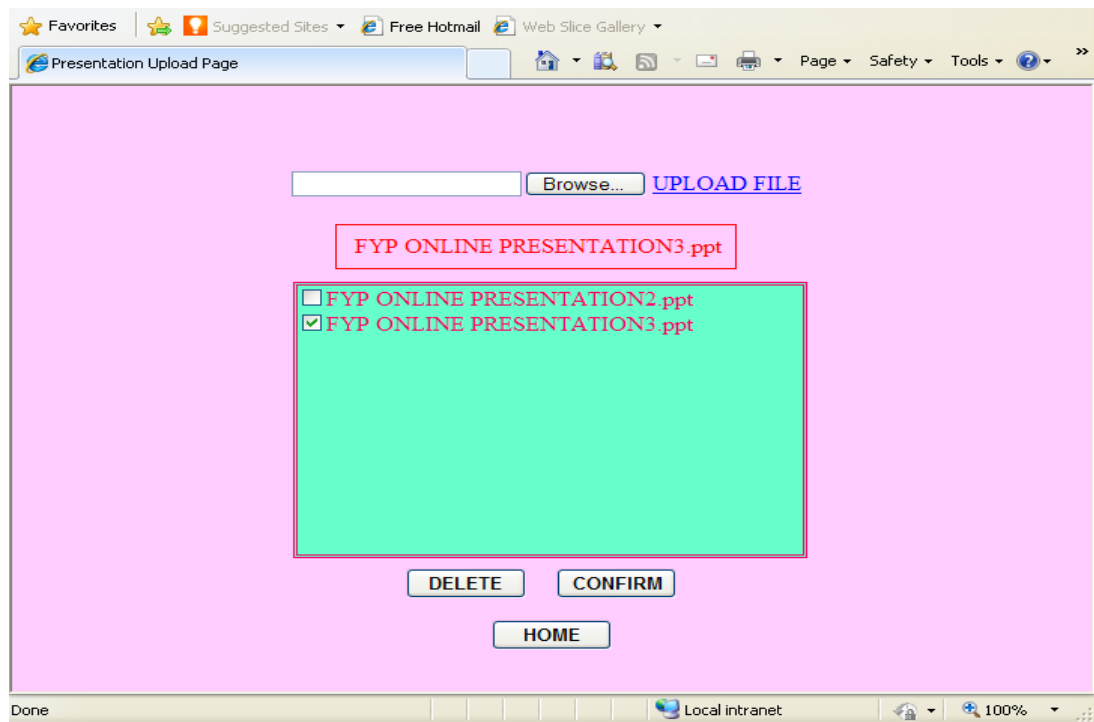 Favorites Suggested Sites Free Hotmail Web Slice Gallery
Presentation Upload Page Page Safety Tools »
Browse... UPLOAD FILE
FYP ONLINE PRESENTATION3.ppt
FYP ONLINE PRESENTATION2.ppt
FYP ONLINE PRESENTATION3.ppt
DELETE CONFIRM
HOME
Done Local intranet 100%